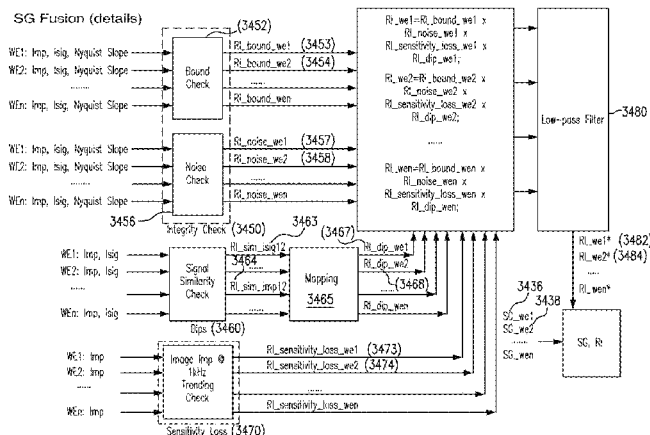 SG Fusion (details)
3452
WE1: Imp, Isig, Nyquist Slope
WE2: Imp, Isig, Nyquist Slope
........
WEn: Imp, Isig, Nyquist Slope
Bound
Check
RI_bound_we1 (3453)
RI_bound_we2 (3454)
......
RI_bound_wen
WE1: Imp, Isig, Nyquist Slope
WE2: Imp, Isig, Nyquist Slope
........
WEn: Imp, Isig, Nyquist Slope
Noise
Check
3456
Integrity Check (3450)
RI_noise_we1 (3457)
RI_noise_we2 (3458)
......
RI_noise_wen
RI_we1=RI_bound_we1 x
RI_noise_we1 x
RI_sensitivity_loss_we1 x
RI_dip_we1;
RI_we2=RI_bound_we2 x
RI_noise_we2 x
RI_sensitivity_loss_we2 x
RI_dip_we2;
......
RI_wen=RI_bound_wen x
RI_noise_wen x
RI_sensitivity_loss_wen x
RI_dip_wen;
Low-pass Filter
3480
WE1: Imp, Isig
WE2: Imp, Isig
......
WEn: Imp, Isig
Signal
Similarity
Check
Dips (3460)
3463
RI_sim_isig12
3464
......
RI_sim_imp12
......
Mapping
3465
3467
RI_dip_we1
RI_dip_we2
(3468)
......
RI_dip_wen
RI_we1* (3482)
RI_we2* (3484)
......
RI_wen*
3436
SG_we1
3438
SG_we2
......
SG_wen
SG, RI
WE1: Imp
WE2: Imp
......
WEn: Imp
Image Imp @
1kHz
Trending
Check
Sensitivity Loss (3470)
RI_sensitivity_loss_we1 (3473)
RI_sensitivity_loss_we2 (3474)
......
RI_sensitivity_loss_wen